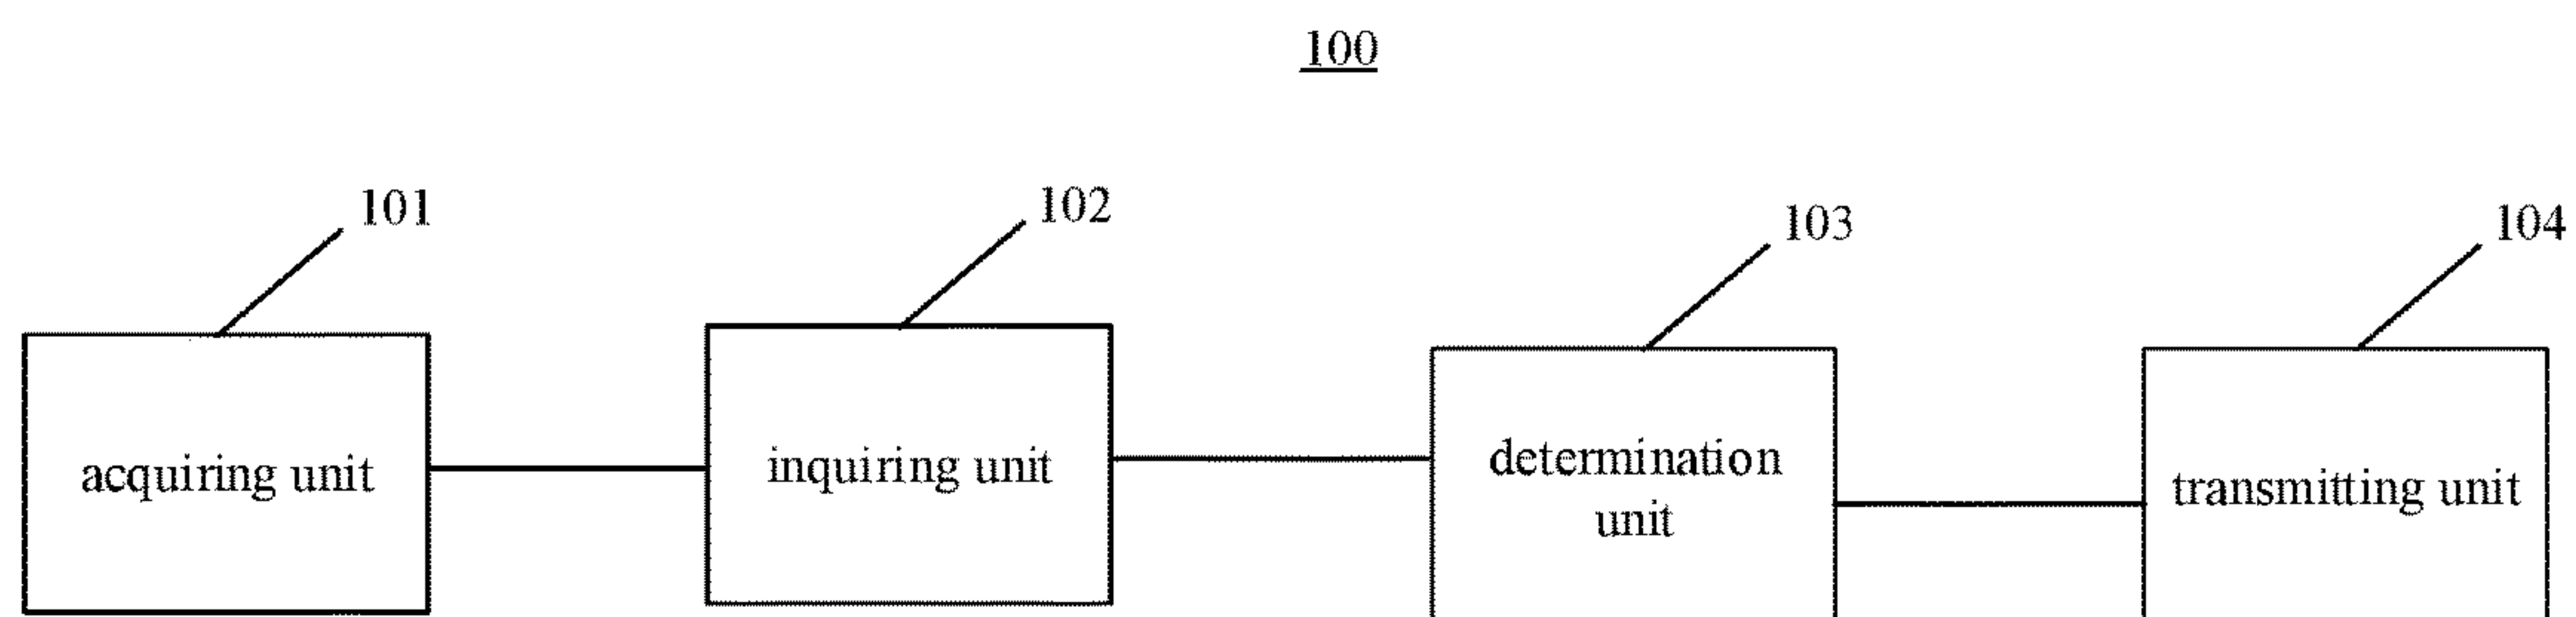 100
101
102
103
104
acquiring unit
inquiring unit
determination
unit
transmitting unit